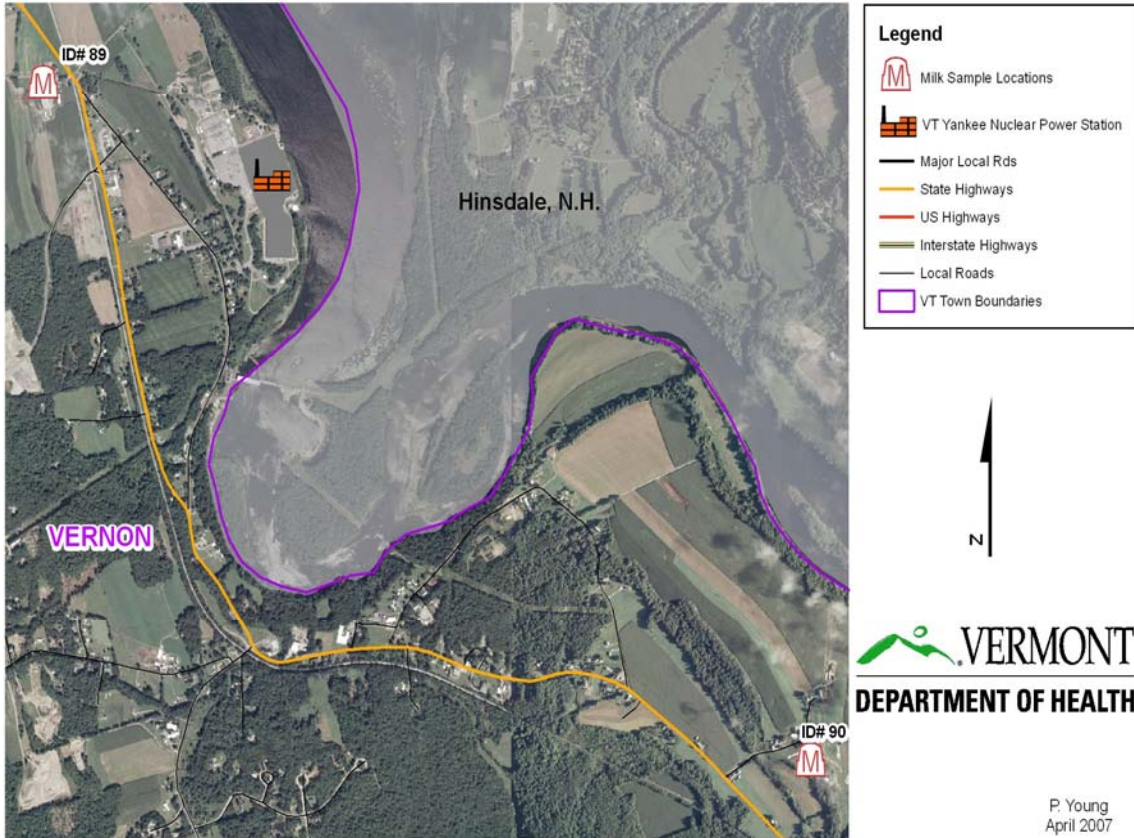 ID# 89
M
Hinsdale, N.H.
VERNON
ID# 90
M
Legend
M Milk Sample Locations
VT Yankee Nuclear Power Station
Major Local Rds
State Highways
US Highways
Interstate Highways
Local Roads
VT Town Boundaries
N
VERMONT
DEPARTMENT OF HEALTH
P. Young
April 2007